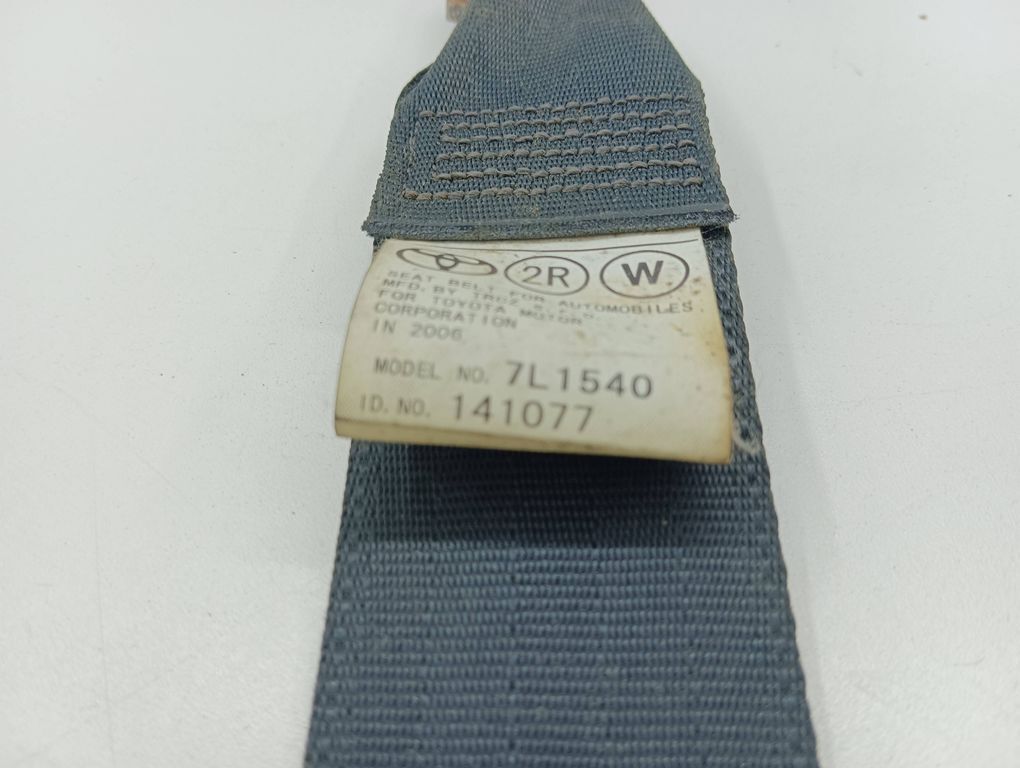 2R W
SEAT BELT FOR AUTOMOBILES
MFD. BY
FOR TOYOTA MOTOR
CORPORATION
IN 2006
MODEL NO. 7L1540
ID. NO. 141077